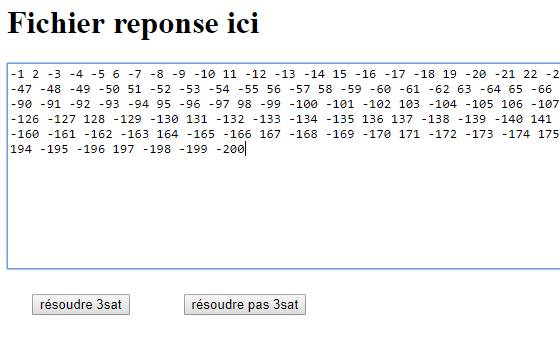 Fichier reponse ici
-1 2 -3 -4 -5 6 -7 -8 -9 -10 11 -12 -13 -14 15 -16 -17 -18 19 -20 -21 22
-47 -48 -49 -50 51 -52 -53 -54 -55 56 -57 58 -59 -60 -61 -62 63 -64 65 -66
-90 -91 -92 -93 -94 95 -96 -97 98 -99 -100 -101 -102 103 -104 -105 106 -107
-126 -127 128 -129 -130 131 -132 -133 -134 -135 136 137 -138 -139 -140 141
-160 -161 -162 -163 164 -165 -166 167 -168 -169 -170 171 -172 -173 -174 175
194 -195 -196 197 -198 -199 -200
résoudre 3sat résoudre pas 3sat